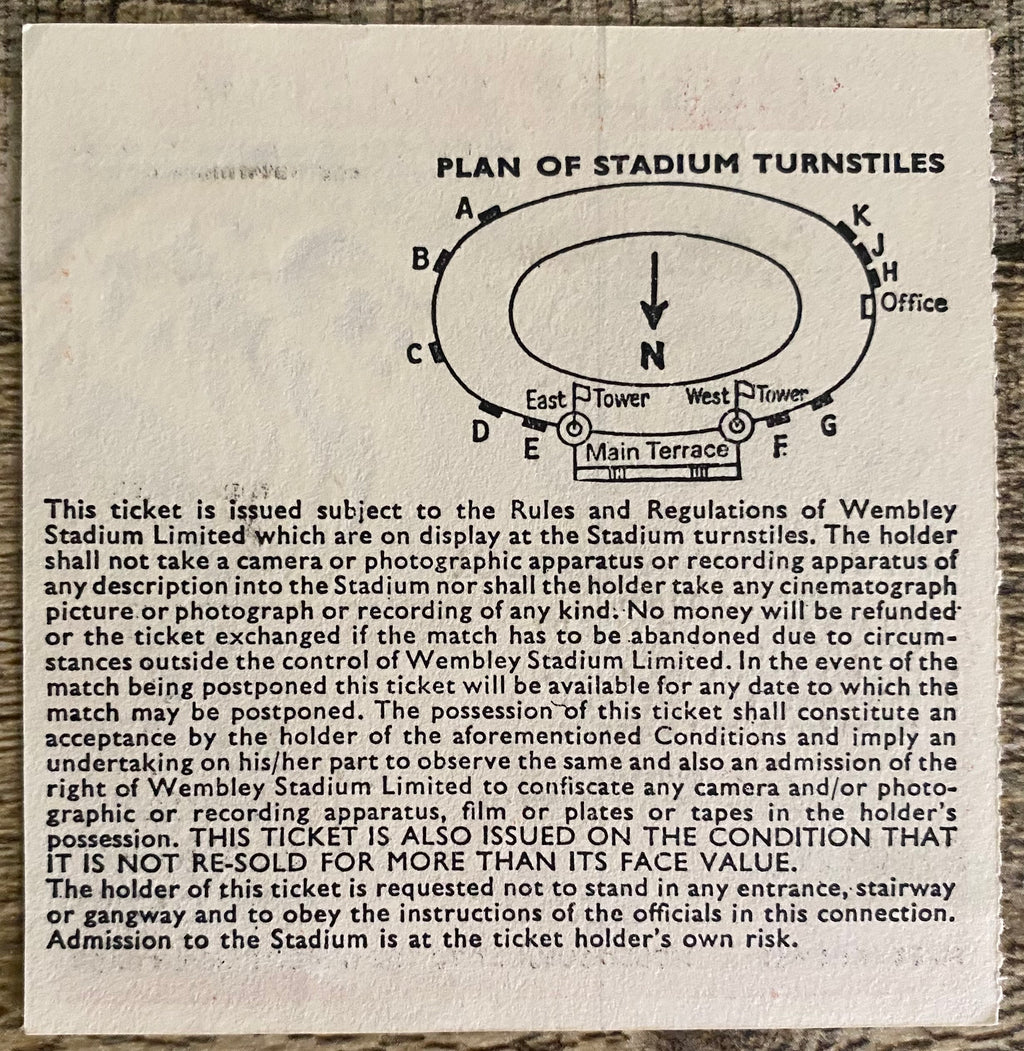 PLAN OF STADIUM TURNSTILES
A
K
B
J
H
Office
C
N
East Tower
West Tower
D
E
F
G
Main Terrace
This ticket is issued subject to the Rules and Regulations of Wembley
Stadium Limited which are on display at the Stadium turnstiles. The holder
shall not take a camera or photographic apparatus or recording apparatus of
any description into the Stadium nor shall the holder take any cinematograph
picture or photograph or recording of any kind. No money will be refunded
or the ticket exchanged if the match has to be abandoned due to circum-
stances outside the control of Wembley Stadium Limited. In the event of the
match being postponed this ticket will be available for any date to which the
match may be postponed. The possession of this ticket shall constitute an
acceptance by the holder of the aforementioned Conditions and imply an
undertaking on his/her part to observe the same and also an admission of the
right of Wembley Stadium Limited to confiscate any camera and/or photo-
graphic or recording apparatus, film or plates or tapes in the holder's
possession. THIS TICKET IS ALSO ISSUED ON THE CONDITION THAT
IT IS NOT RE-SOLD FOR MORE THAN ITS FACE VALUE.
The holder of this ticket is requested not to stand in any entrance, stairway
or gangway and to obey the instructions of the officials in this connection.
Admission to the Stadium is at the ticket holder's own risk.